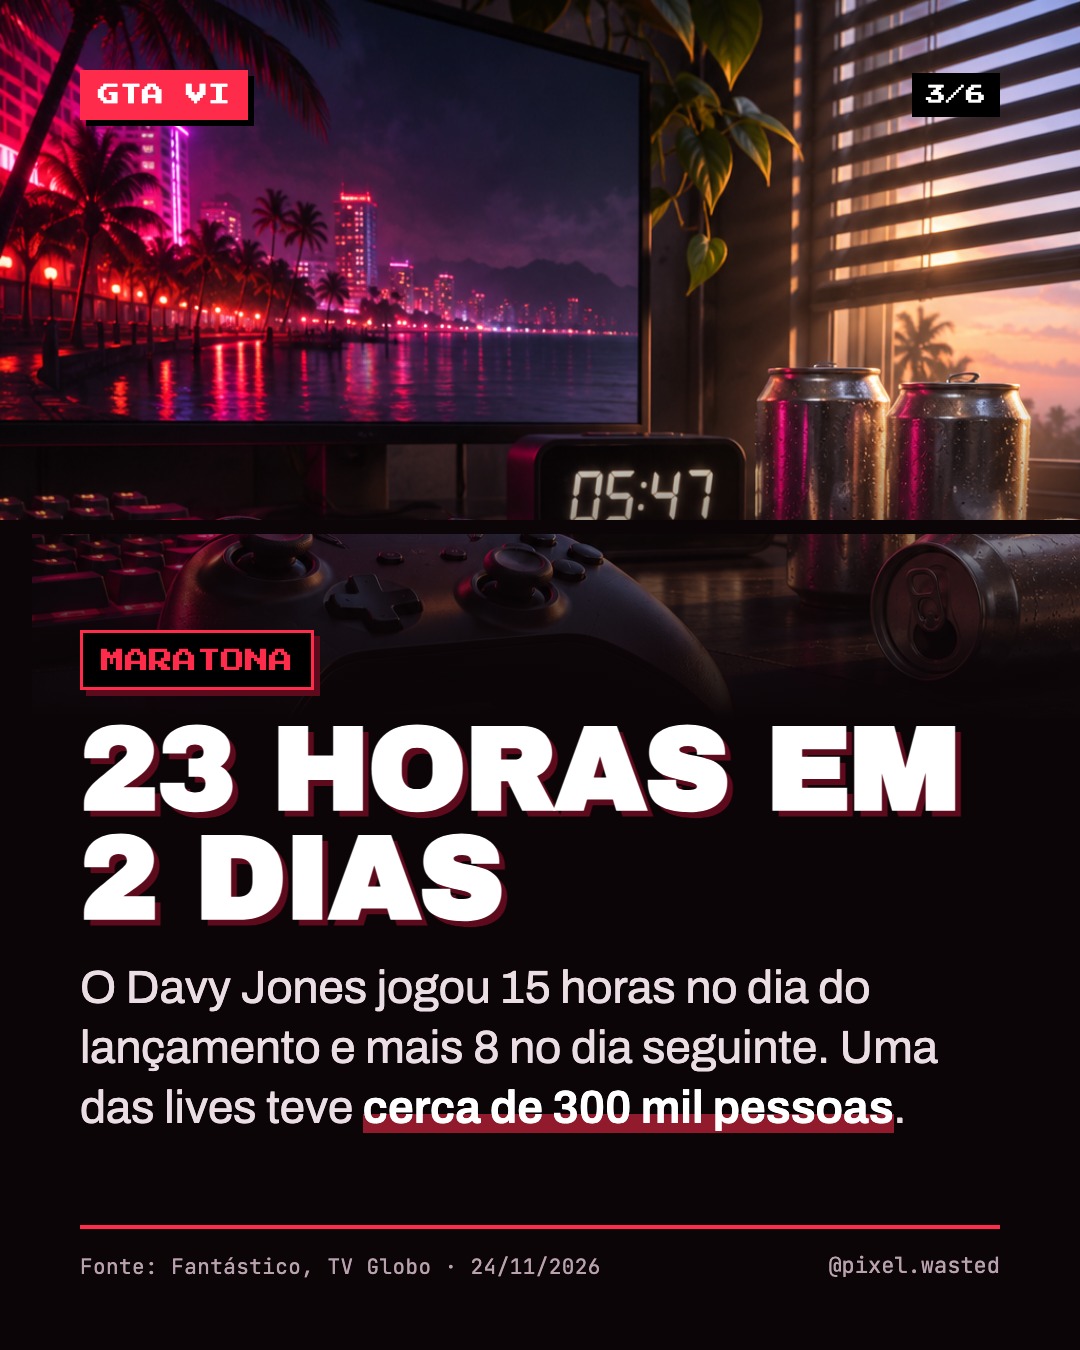 GTA VI
3/6
05:47
MARATONA
23 HORAS EM
2 DIAS
O Davy Jones jogou 15 horas no dia do
lançamento e mais 8 no dia seguinte. Uma
das lives teve cerca de 300 mil pessoas.
Fonte: Fantástico, TV Globo · 24/11/2026
@pixel.wasted